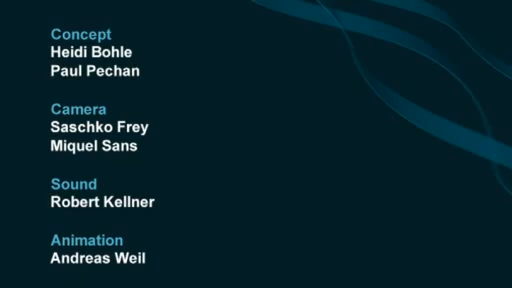 Concept
Heidi Bohle
Paul Pechan
Camera
Saschko Frey
Miquel Sans
Sound
Robert Kellner
Animation
Andreas Weil